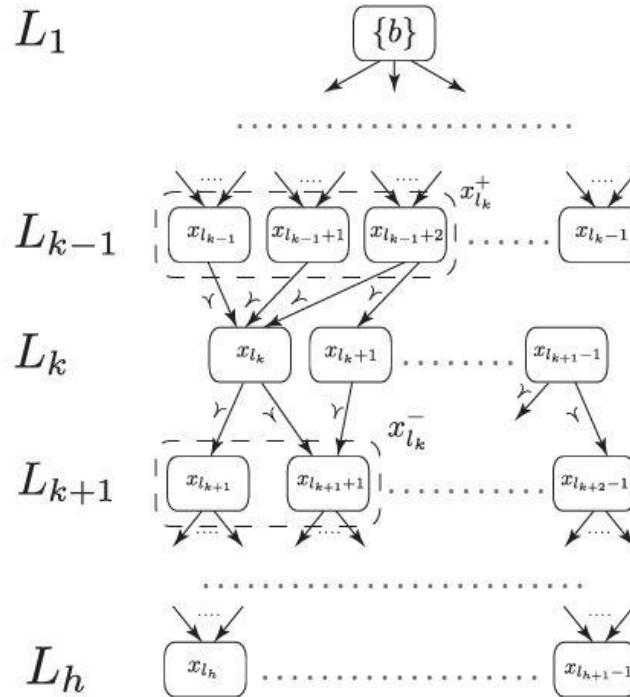 L_1 {b}
.... .... .... ....
x_{l_k}^+
L_{k-1} x_{l_{k-1}} x_{l_{k-1}+1} x_{l_{k-1}+2} ....... x_{l_k-1}
≻ ≻ ≻ ≻
L_k x_{l_k} x_{l_k+1} ........ x_{l_{k+1}-1}
≻ ≻ ≻ ≻ ≻
x_{l_k}^-
L_{k+1} x_{l_{k+1}} x_{l_{k+1}+1} ........... x_{l_{k+2}-1}
.... .... ....
.... ....
L_h x_{l_h} ................ x_{l_{h+1}-1}